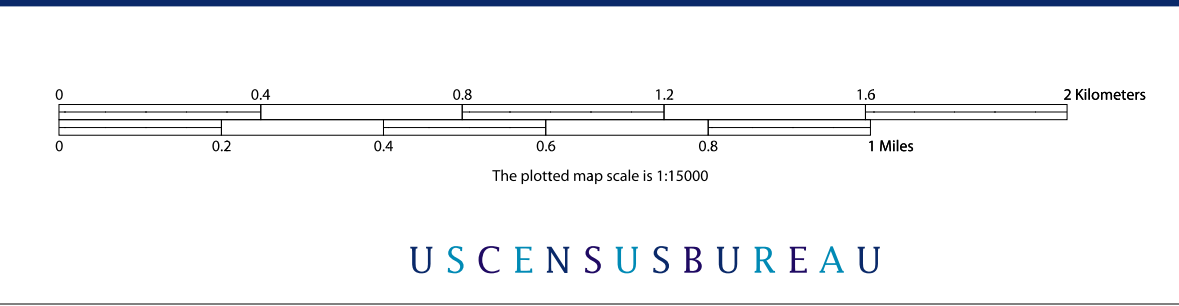 0 0.4 0.8 1.2 1.6 2 Kilometers
0 0.2 0.4 0.6 0.8 1 Miles
The plotted map scale is 1:15000
USCENSUSBUREAU